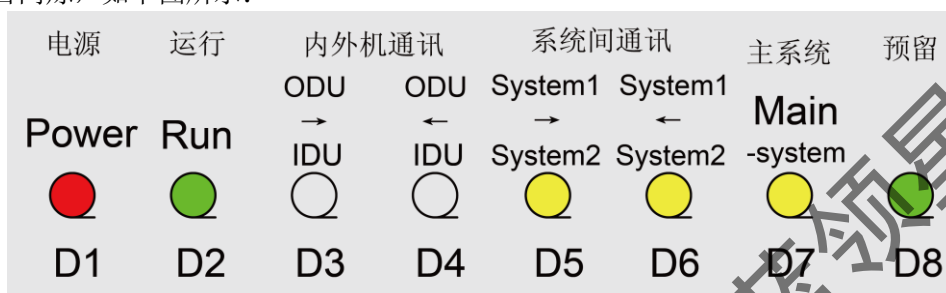 电源 运行 内外机通讯 系统间通讯 主系统 预留
ODU ODU System1 System1 Main
Power Run → ← → ← -system
IDU IDU System2 System2
D1 D2 D3 D4 D5 D6 D7 D8